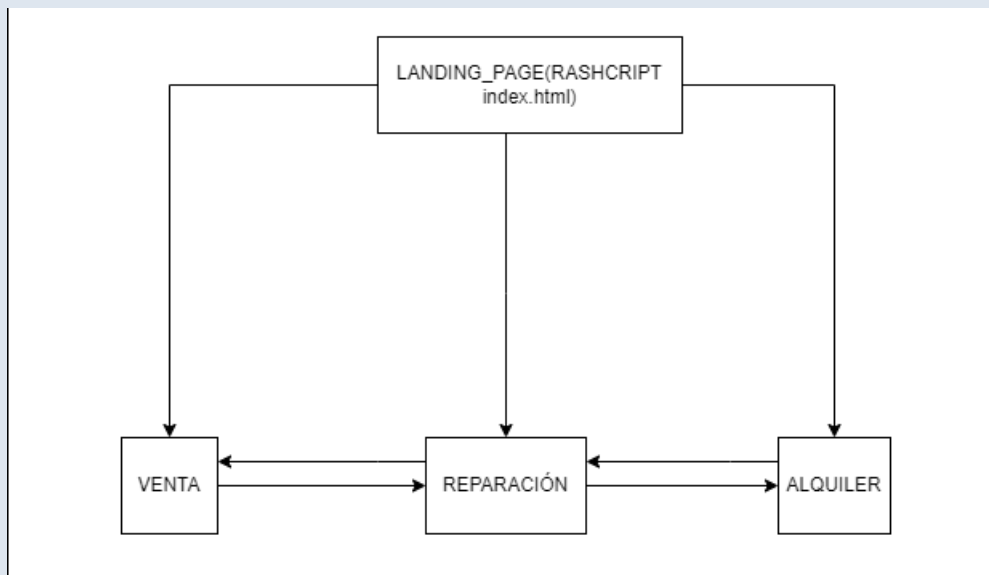 LANDING_PAGE(RASHCRIPT
index.html)
VENTA
REPARACIÓN
ALQUILER